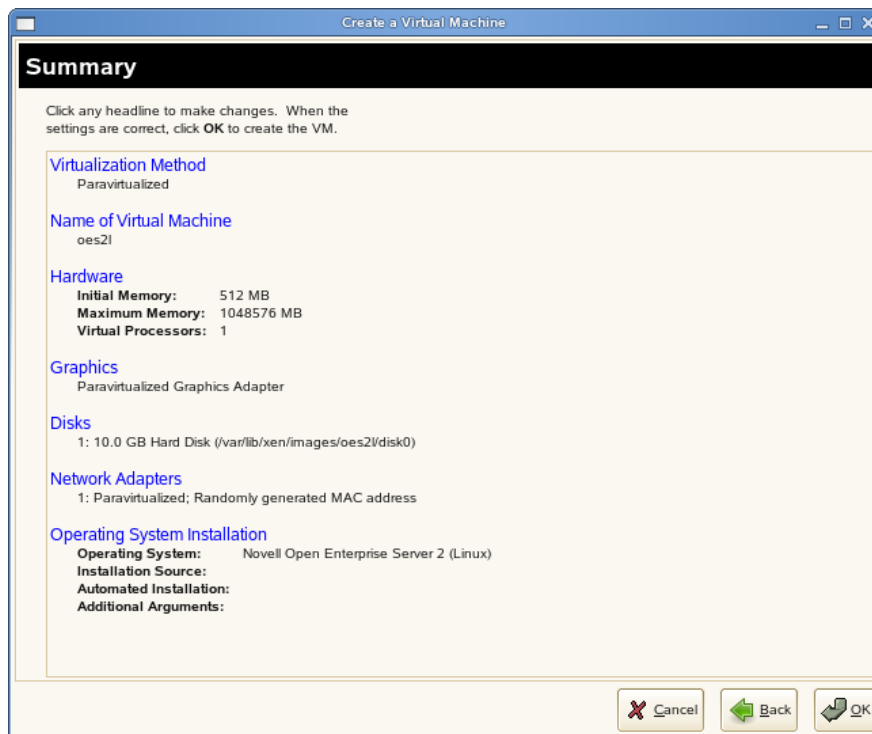 Create a Virtual Machine
Summary
Click any headline to make changes. When the
settings are correct, click OK to create the VM.
Virtualization Method
Paravirtualized
Name of Virtual Machine
oes2l
Hardware
Initial Memory: 512 MB
Maximum Memory: 1048576 MB
Virtual Processors: 1
Graphics
Paravirtualized Graphics Adapter
Disks
1: 10.0 GB Hard Disk (/var/lib/xen/images/oes2l/disk0)
Network Adapters
1: Paravirtualized; Randomly generated MAC address
Operating System Installation
Operating System: Novell Open Enterprise Server 2 (Linux)
Installation Source:
Automated Installation:
Additional Arguments:
Cancel Back OK